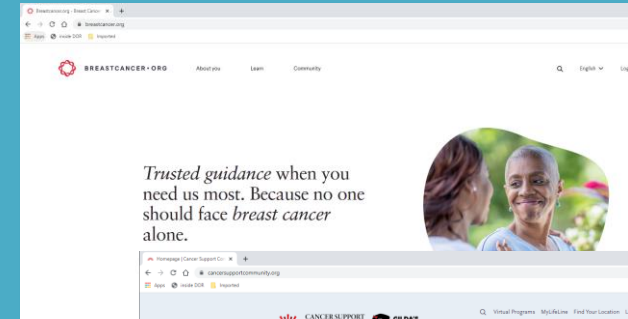 Breastcancer.org - Breast Cancer
breastcancer.org
Apps inside DOR Imported
BREASTCANCER•ORG About you Learn Community English
Trusted guidance when you
need us most. Because no one
should face breast cancer
alone.
Homepage | Cancer Support Co
cancersupportcommunity.org
Apps inside DOR Imported
CANCER SUPPORT GILDA'S
Virtual Programs MyLifeLine Find Your Location